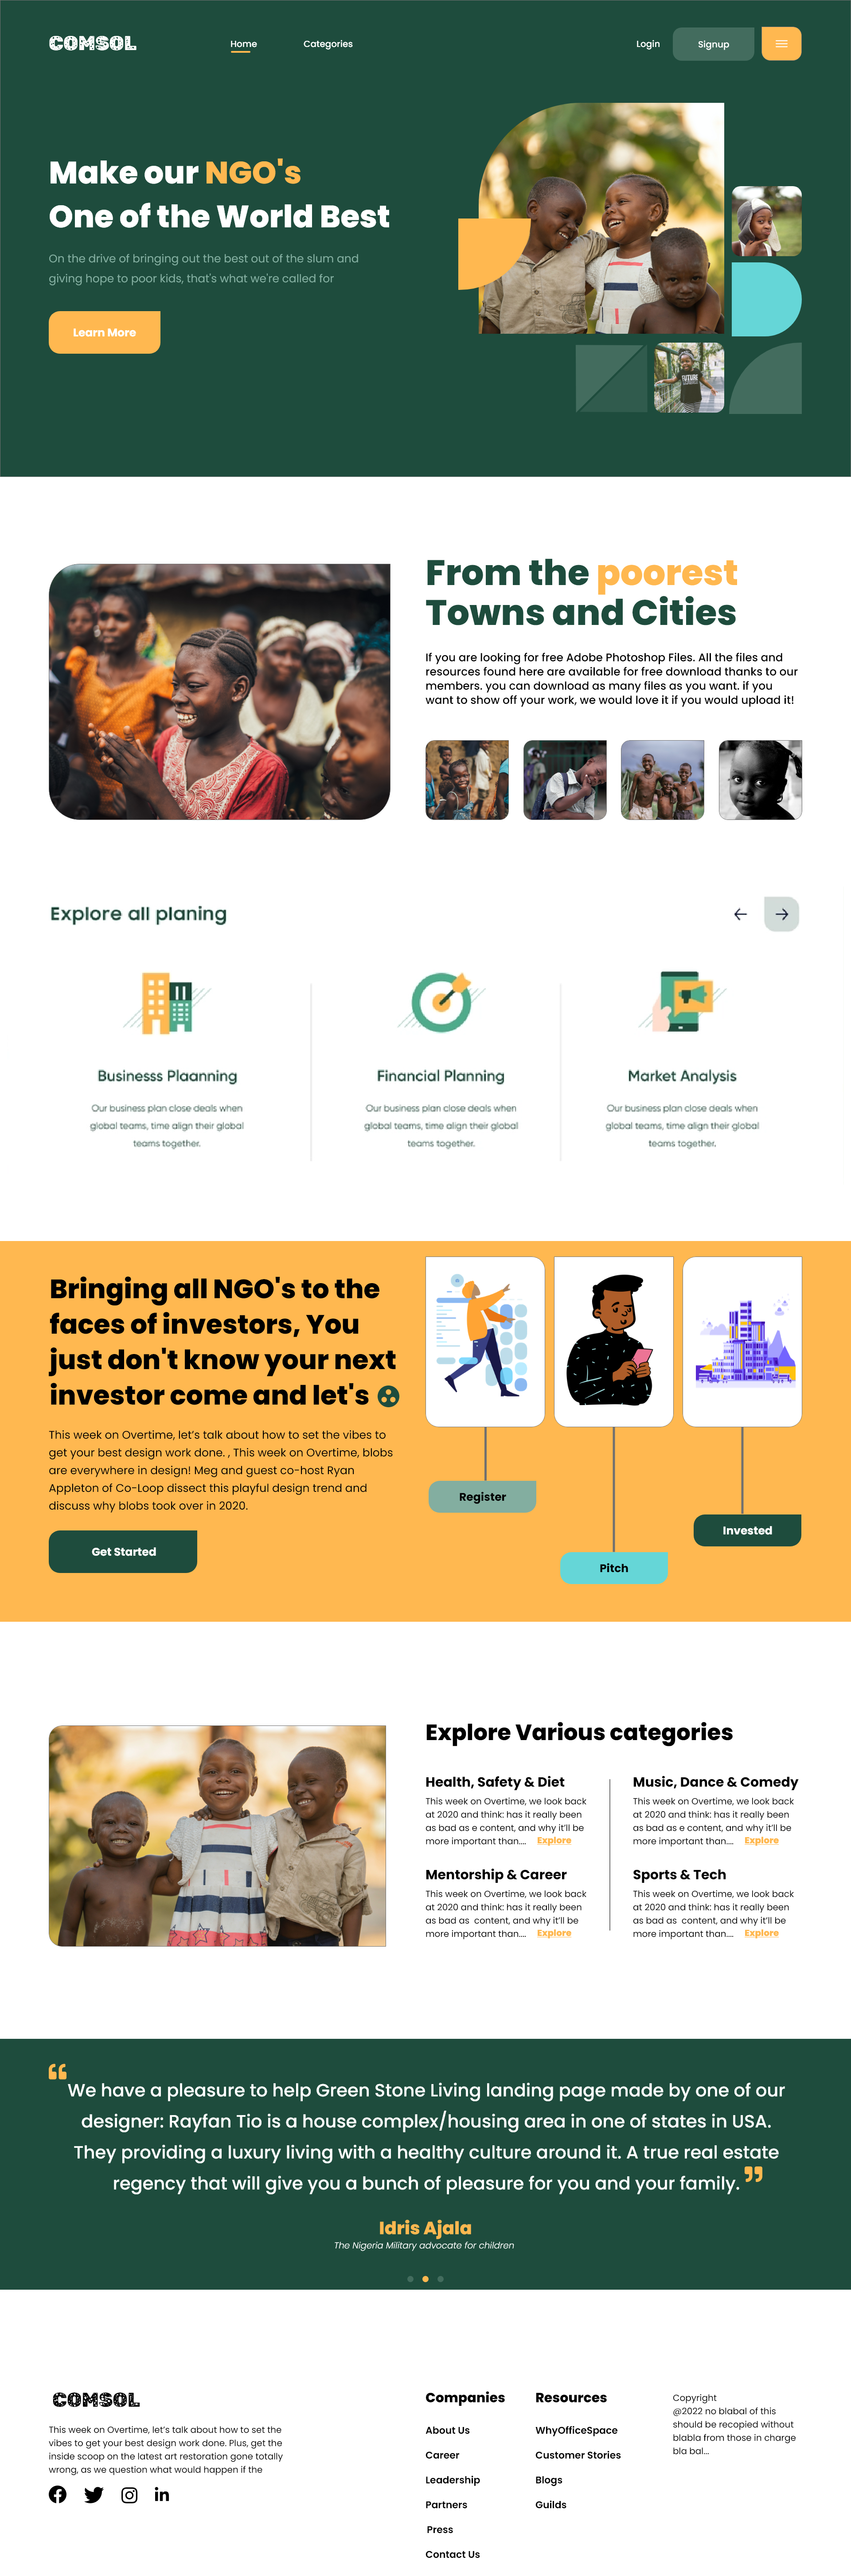 COMSOL
Home
Categories
Login
Signup
Make our NGO's
One of the World Best
On the drive of bringing out the best out of the slum and
giving hope to poor kids, that's what we're called for
Learn More
From the poorest
Towns and Cities
If you are looking for free Adobe Photoshop Files. All the files and
resources found here are available for free download thanks to our
members. you can download as many files as you want. if you
want to show off your work, we would love it if you would upload it!
Explore all planing
Businesss Plaanning
Our business plan close deals when
global teams, time align their global
teams together.
Financial Planning
Our business plan close deals when
global teams, time align their global
teams together.
Market Analysis
Our business plan close deals when
global teams, time align their global
teams together.
Bringing all NGO's to the
faces of investors, You
just don't know your next
investor come and let's
This week on Overtime, let's talk about how to set the vibes to
get your best design work done. , This week on Overtime, blobs
are everywhere in design! Meg and guest co-host Ryan
Appleton of Co-Loop dissect this playful design trend and
discuss why blobs took over in 2020.
Get Started
Register
Pitch
Invested
Explore Various categories
Health, Safety & Diet
This week on Overtime, we look back
at 2020 and think: has it really been
as bad as e content, and why it'll be
more important than.... Explore
Music, Dance & Comedy
This week on Overtime, we look back
at 2020 and think: has it really been
as bad as e content, and why it'll be
more important than.... Explore
Mentorship & Career
This week on Overtime, we look back
at 2020 and think: has it really been
as bad as  content, and why it'll be
more important than.... Explore
Sports & Tech
This week on Overtime, we look back
at 2020 and think: has it really been
as bad as  content, and why it'll be
more important than.... Explore
“We have a pleasure to help Green Stone Living landing page made by one of our
designer: Rayfan Tio is a house complex/housing area in one of states in USA.
They providing a luxury living with a healthy culture around it. A true real estate
regency that will give you a bunch of pleasure for you and your family.”
Idris Ajala
The Nigeria Military advocate for children
COMSOL
This week on Overtime, let's talk about how to set the
vibes to get your best design work done. Plus, get the
inside scoop on the latest art restoration gone totally
wrong, as we question what would happen if the
Companies
About Us
Career
Leadership
Partners
Press
Contact Us
Resources
WhyOfficeSpace
Customer Stories
Blogs
Guilds
Copyright
@2022 no blabal of this
should be recopied without
blabla from those in charge
bla bal...